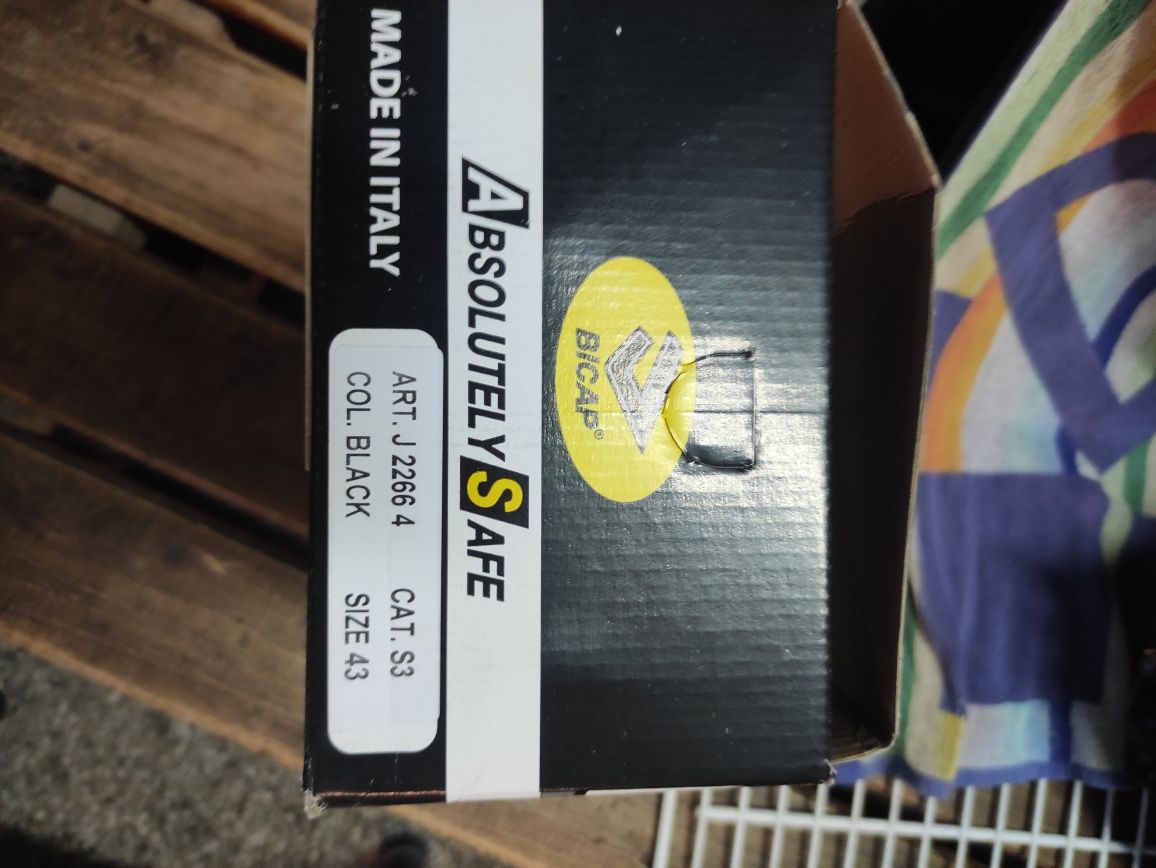 BICAP®
ABSOLUTELY SAFE
MADE IN ITALY
ART. J 2266 4 CAT. S3
COL. BLACK SIZE 43